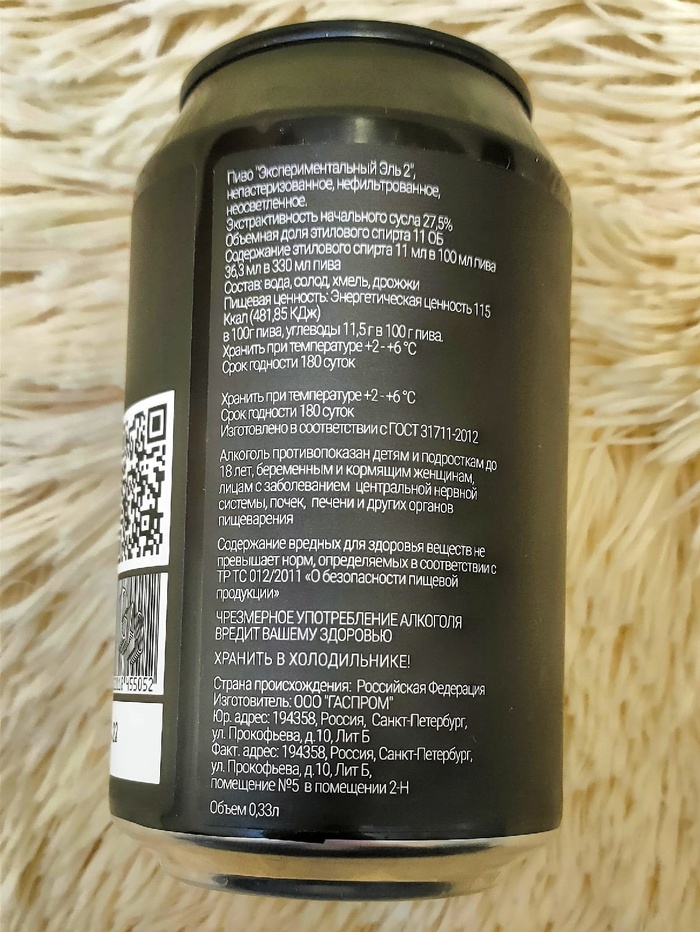 Пиво "Экспериментальный Эль 2",
непастеризованное, нефильтрованное,
неосветленное.
Экстрактивность начального сусла 27,5%
Объемная доля этилового спирта 11 ОБ
Содержание этилового спирта 11 мл в 100 мл пива
36,3 мл в 330 мл пива
Состав: вода, солод, хмель, дрожжи
Пищевая ценность: Энергетическая ценность 115
Ккал (481,85 КДж)
в 100г пива, углеводы 11,5 г в 100 г пива.
Хранить при температуре +2 - +6 °C
Срок годности 180 суток
Хранить при температуре +2 - +6 °C
Срок годности 180 суток
Изготовлено в соответствии с ГОСТ 31711-2012
Алкоголь противопоказан детям и подросткам до
18 лет, беременным и кормящим женщинам,
лицам с заболеванием центральной нервной
системы, почек, печени и других органов
пищеварения
Содержание вредных для здоровья веществ не
превышает норм, определяемых в соответствии с
ТР ТС 012/2011 «О безопасности пищевой
продукции»
ЧРЕЗМЕРНОЕ УПОТРЕБЛЕНИЕ АЛКОГОЛЯ
ВРЕДИТ ВАШЕМУ ЗДОРОВЬЮ
ХРАНИТЬ В ХОЛОДИЛЬНИКЕ!
Страна происхождения: Российская Федерация
Изготовитель: ООО "ГАСПРОМ"
Юр. адрес: 194358, Россия, Санкт-Петербург,
ул. Прокофьева, д.10, Лит Б
Факт. адрес: 194358, Россия, Санкт-Петербург,
ул. Прокофьева, д.10, Лит Б,
помещение №5 в помещении 2-Н
Объем 0,33л
455052
22